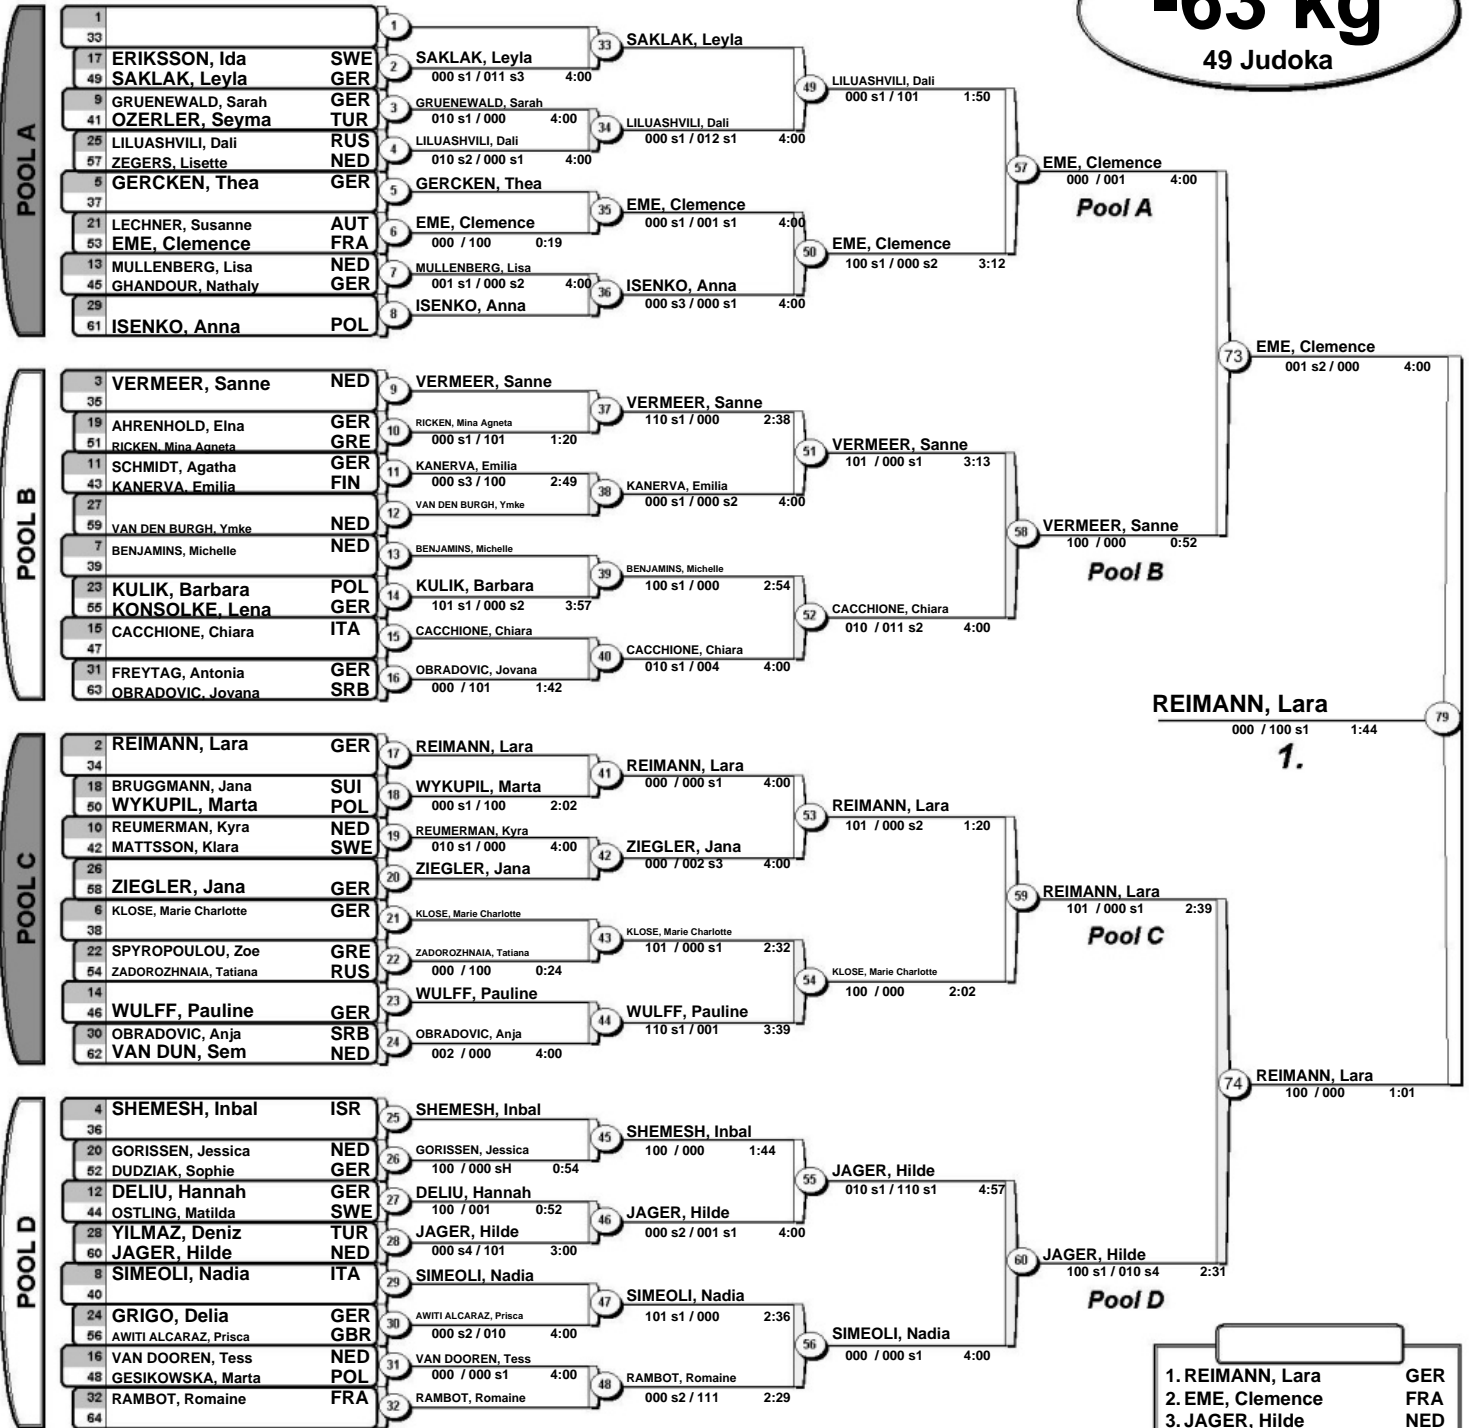 -63 kg
49 Judoka
POOL A
1
33
17 ERIKSSON, Ida SWE
49 SAKLAK, Leyla GER
9 GRUENEWALD, Sarah GER
41 OZERLER, Seyma TUR
25 LILUASHVILI, Dali RUS
57 ZEGERS, Lisette NED
5 GERCKEN, Thea GER
37
21 LECHNER, Susanne AUT
53 EME, Clemence FRA
13 MULLENBERG, Lisa NED
45 GHANDOUR, Nathaly GER
29
61 ISENKO, Anna POL
1
2 SAKLAK, Leyla
000 s1 / 011 s3 4:00
3 GRUENEWALD, Sarah
010 s1 / 000 4:00
4 LILUASHVILI, Dali
010 s2 / 000 s1 4:00
5 GERCKEN, Thea
6 EME, Clemence
000 / 100 0:19
7 MULLENBERG, Lisa
001 s1 / 000 s2 4:00
8 ISENKO, Anna
33 SAKLAK, Leyla
34 LILUASHVILI, Dali
000 s1 / 012 s1 4:00
35 EME, Clemence
000 s1 / 001 s1 4:00
36 ISENKO, Anna
000 s3 / 000 s1 4:00
49 LILUASHVILI, Dali
000 s1 / 101 1:50
50 EME, Clemence
100 s1 / 000 s2 3:12
57 EME, Clemence
000 / 001 4:00
Pool A
POOL B
3 VERMEER, Sanne NED
35
19 AHRENHOLD, Elna GER
51 RICKEN, Mina Agneta GRE
11 SCHMIDT, Agatha GER
43 KANERVA, Emilia FIN
27
59 VAN DEN BURGH, Ymke NED
7 BENJAMINS, Michelle NED
39
23 KULIK, Barbara POL
55 KONSOLKE, Lena GER
15 CACCHIONE, Chiara ITA
47
31 FREYTAG, Antonia GER
63 OBRADOVIC, Jovana SRB
9 VERMEER, Sanne
10 RICKEN, Mina Agneta
000 s1 / 101 1:20
11 KANERVA, Emilia
000 s3 / 100 2:49
12 VAN DEN BURGH, Ymke
13 BENJAMINS, Michelle
14 KULIK, Barbara
101 s1 / 000 s2 3:57
15 CACCHIONE, Chiara
16 OBRADOVIC, Jovana
000 / 101 1:42
37 VERMEER, Sanne
110 s1 / 000 2:38
38 KANERVA, Emilia
000 s1 / 000 s2 4:00
39 BENJAMINS, Michelle
100 s1 / 000 2:54
40 CACCHIONE, Chiara
010 s1 / 004 4:00
51 VERMEER, Sanne
101 / 000 s1 3:13
52 CACCHIONE, Chiara
010 / 011 s2 4:00
58 VERMEER, Sanne
100 / 000 0:52
Pool B
73 EME, Clemence
001 s2 / 000 4:00
REIMANN, Lara 79
000 / 100 s1 1:44
1.
POOL C
2 REIMANN, Lara GER
34
18 BRUGGMANN, Jana SUI
50 WYKUPIL, Marta POL
10 REUMERMAN, Kyra NED
42 MATTSSON, Klara SWE
26
58 ZIEGLER, Jana GER
6 KLOSE, Marie Charlotte GER
38
22 SPYROPOULOU, Zoe GRE
54 ZADOROZHNAIA, Tatiana RUS
14
46 WULFF, Pauline GER
30 OBRADOVIC, Anja SRB
62 VAN DUN, Sem NED
17 REIMANN, Lara
18 WYKUPIL, Marta
000 s1 / 100 2:02
19 REUMERMAN, Kyra
010 s1 / 000 4:00
20 ZIEGLER, Jana
21 KLOSE, Marie Charlotte
22 ZADOROZHNAIA, Tatiana
000 / 100 0:24
23 WULFF, Pauline
24 OBRADOVIC, Anja
002 / 000 4:00
41 REIMANN, Lara
000 / 000 s1 4:00
42 ZIEGLER, Jana
000 / 002 s3 4:00
43 KLOSE, Marie Charlotte
101 / 000 s1 2:32
44 WULFF, Pauline
110 s1 / 001 3:39
53 REIMANN, Lara
101 / 000 s2 1:20
54 KLOSE, Marie Charlotte
100 / 000 2:02
59 REIMANN, Lara
101 / 000 s1 2:39
Pool C
POOL D
4 SHEMESH, Inbal ISR
36
20 GORISSEN, Jessica NED
52 DUDZIAK, Sophie GER
12 DELIU, Hannah GER
44 OSTLING, Matilda SWE
28 YILMAZ, Deniz TUR
60 JAGER, Hilde NED
8 SIMEOLI, Nadia ITA
40
24 GRIGO, Delia GER
56 AWITI ALCARAZ, Prisca GBR
16 VAN DOOREN, Tess NED
48 GESIKOWSKA, Marta POL
32 RAMBOT, Romaine FRA
64
25 SHEMESH, Inbal
26 GORISSEN, Jessica
100 / 000 sH 0:54
27 DELIU, Hannah
100 / 001 0:52
28 JAGER, Hilde
000 s4 / 101 3:00
29 SIMEOLI, Nadia
30 AWITI ALCARAZ, Prisca
000 s2 / 010 4:00
31 VAN DOOREN, Tess
000 / 000 s1 4:00
32 RAMBOT, Romaine
45 SHEMESH, Inbal
100 / 000 1:44
46 JAGER, Hilde
000 s2 / 001 s1 4:00
47 SIMEOLI, Nadia
101 s1 / 000 2:36
48 RAMBOT, Romaine
000 s2 / 111 2:29
55 JAGER, Hilde
010 s1 / 110 s1 4:57
56 SIMEOLI, Nadia
000 / 000 s1 4:00
60 JAGER, Hilde
100 s1 / 010 s4 2:31
Pool D
74 REIMANN, Lara
100 / 000 1:01
1. REIMANN, Lara GER
2. EME, Clemence FRA
3. JAGER, Hilde NED